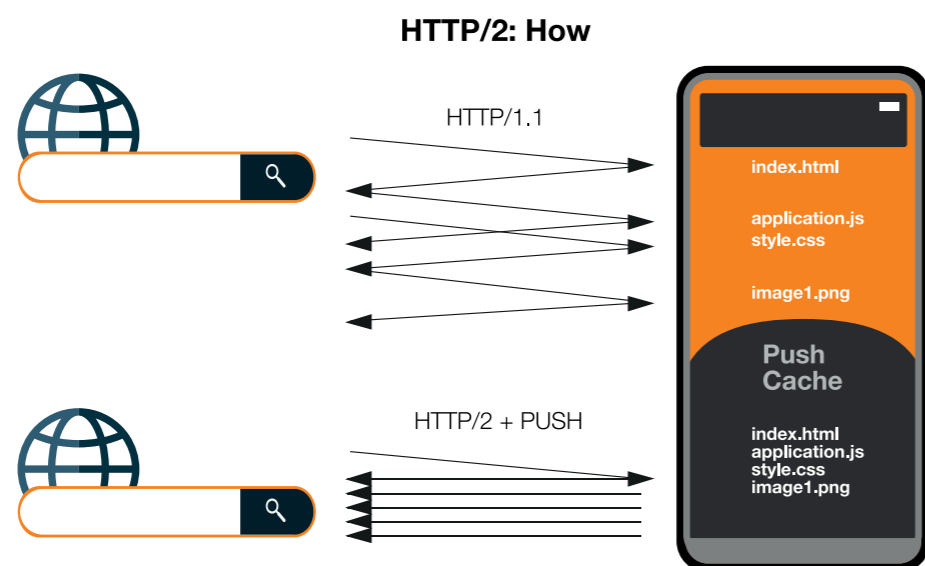 HTTP/2: How
HTTP/1.1
index.html
application.js
style.css
image1.png
Push
Cache
HTTP/2 + PUSH
index.html
application.js
style.css
image1.png